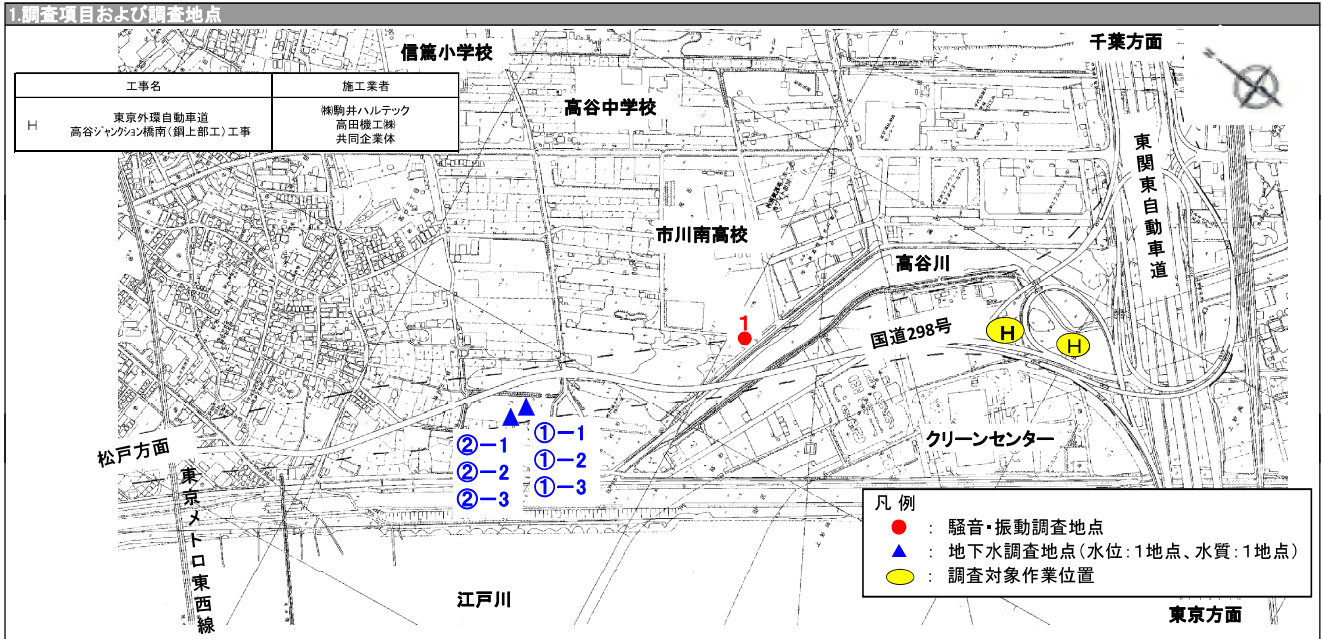 1.調査項目および調査地点
信篤小学校
千葉方面
工事名
施工業者
H
東京外環自動車道
高谷ジャンクション橋南(鋼上部工)工事
㈱駒井ハルテック
高田機工㈱
共同企業体
高谷中学校
東関東自動車道
市川南高校
高谷川
1
国道298号
H
H
クリーンセンター
松戸方面
②-1
②-2
②-3
①-1
①-2
①-3
東京メトロ東西線
江戸川
凡 例
: 騒音・振動調査地点
: 地下水調査地点(水位:1地点、水質:1地点)
: 調査対象作業位置
東京方面